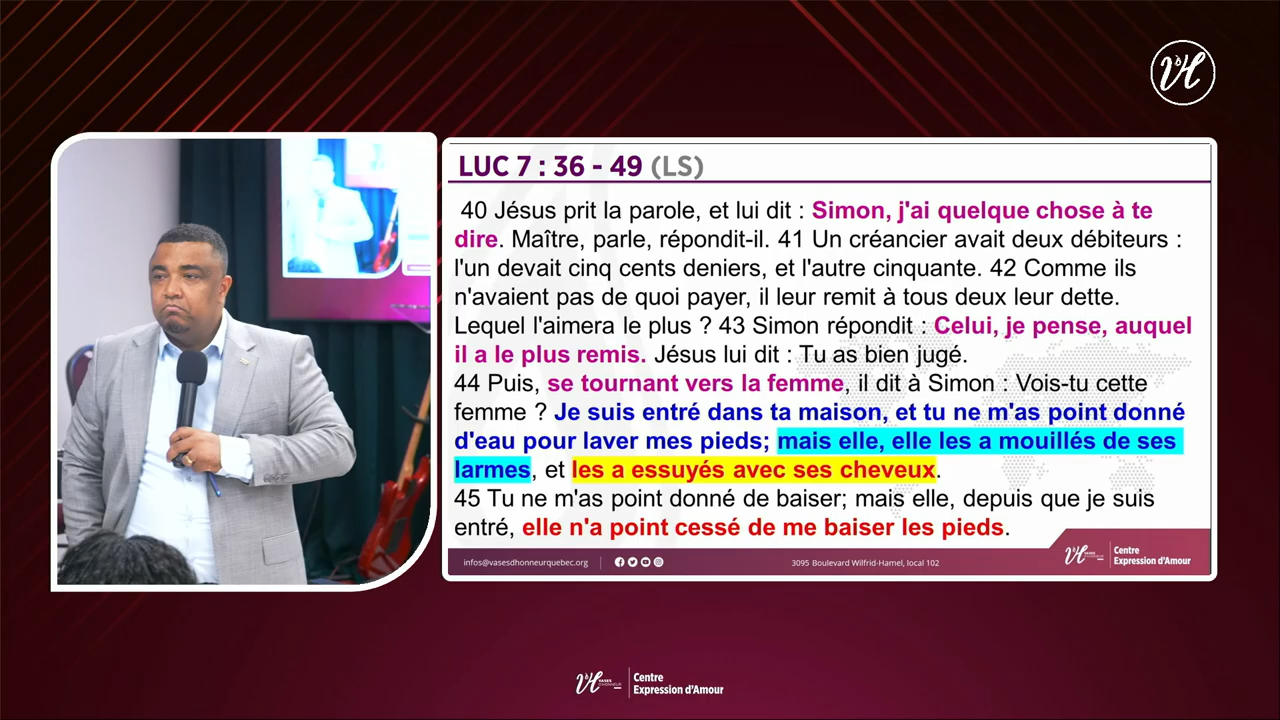 VH
LUC 7 : 36 - 49 (LS)
40 Jésus prit la parole, et lui dit : Simon, j'ai quelque chose à te
dire. Maître, parle, répondit-il. 41 Un créancier avait deux débiteurs :
l'un devait cinq cents deniers, et l'autre cinquante. 42 Comme ils
n'avaient pas de quoi payer, il leur remit à tous deux leur dette.
Lequel l'aimera le plus ? 43 Simon répondit : Celui, je pense, auquel
il a le plus remis. Jésus lui dit : Tu as bien jugé.
44 Puis, se tournant vers la femme, il dit à Simon : Vois-tu cette
femme ? Je suis entré dans ta maison, et tu ne m'as point donné
d'eau pour laver mes pieds; mais elle, elle les a mouillés de ses
larmes, et les a essuyés avec ses cheveux.
45 Tu ne m'as point donné de baiser; mais elle, depuis que je suis
entré, elle n'a point cessé de me baiser les pieds.
infos@vasesdhonneurquebec.org
3095 Boulevard Wilfrid-Hamel, local 102
VH VASES D'HONNEUR
Centre
Expression d'Amour
VH VASES D'HONNEUR
Centre
Expression d'Amour